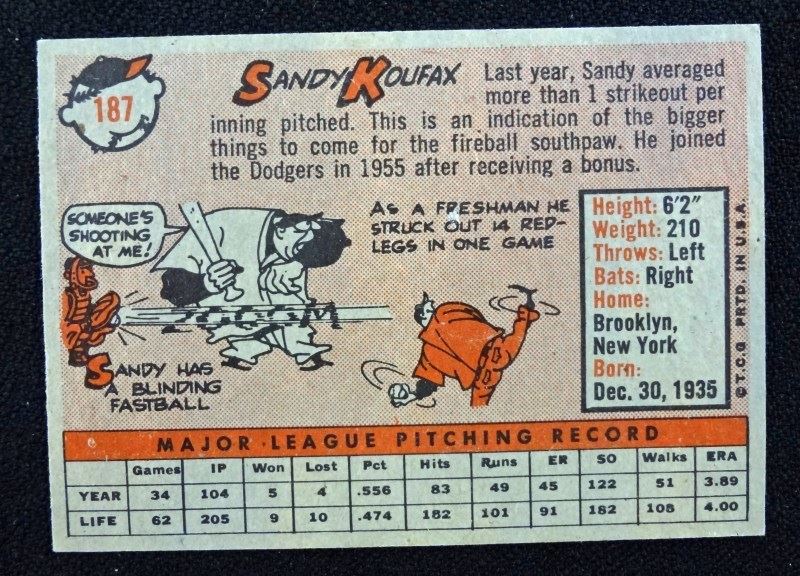 187
SANDY KOUFAX
Last year, Sandy averaged
more than 1 strikeout per
inning pitched. This is an indication of the bigger
things to come for the fireball southpaw. He joined
the Dodgers in 1955 after receiving a bonus.
SOMEONE'S
SHOOTING
AT ME!
AS A FRESHMAN HE
STRUCK OUT 14 RED-
LEGS IN ONE GAME
SANDY HAS
A BLINDING
FASTBALL
Height: 6'2"
Weight: 210
Throws: Left
Bats: Right
Home:
Brooklyn,
New York
Born:
Dec. 30, 1935
© T.C.G PRTD. IN U.S.A.
MAJOR LEAGUE PITCHING RECORD
Games IP Won Lost Pct Hits Runs ER SO Walks ERA
YEAR 34 104 5 4 .556 83 49 45 122 51 3.89
LIFE 62 205 9 10 .474 182 101 91 182 108 4.00